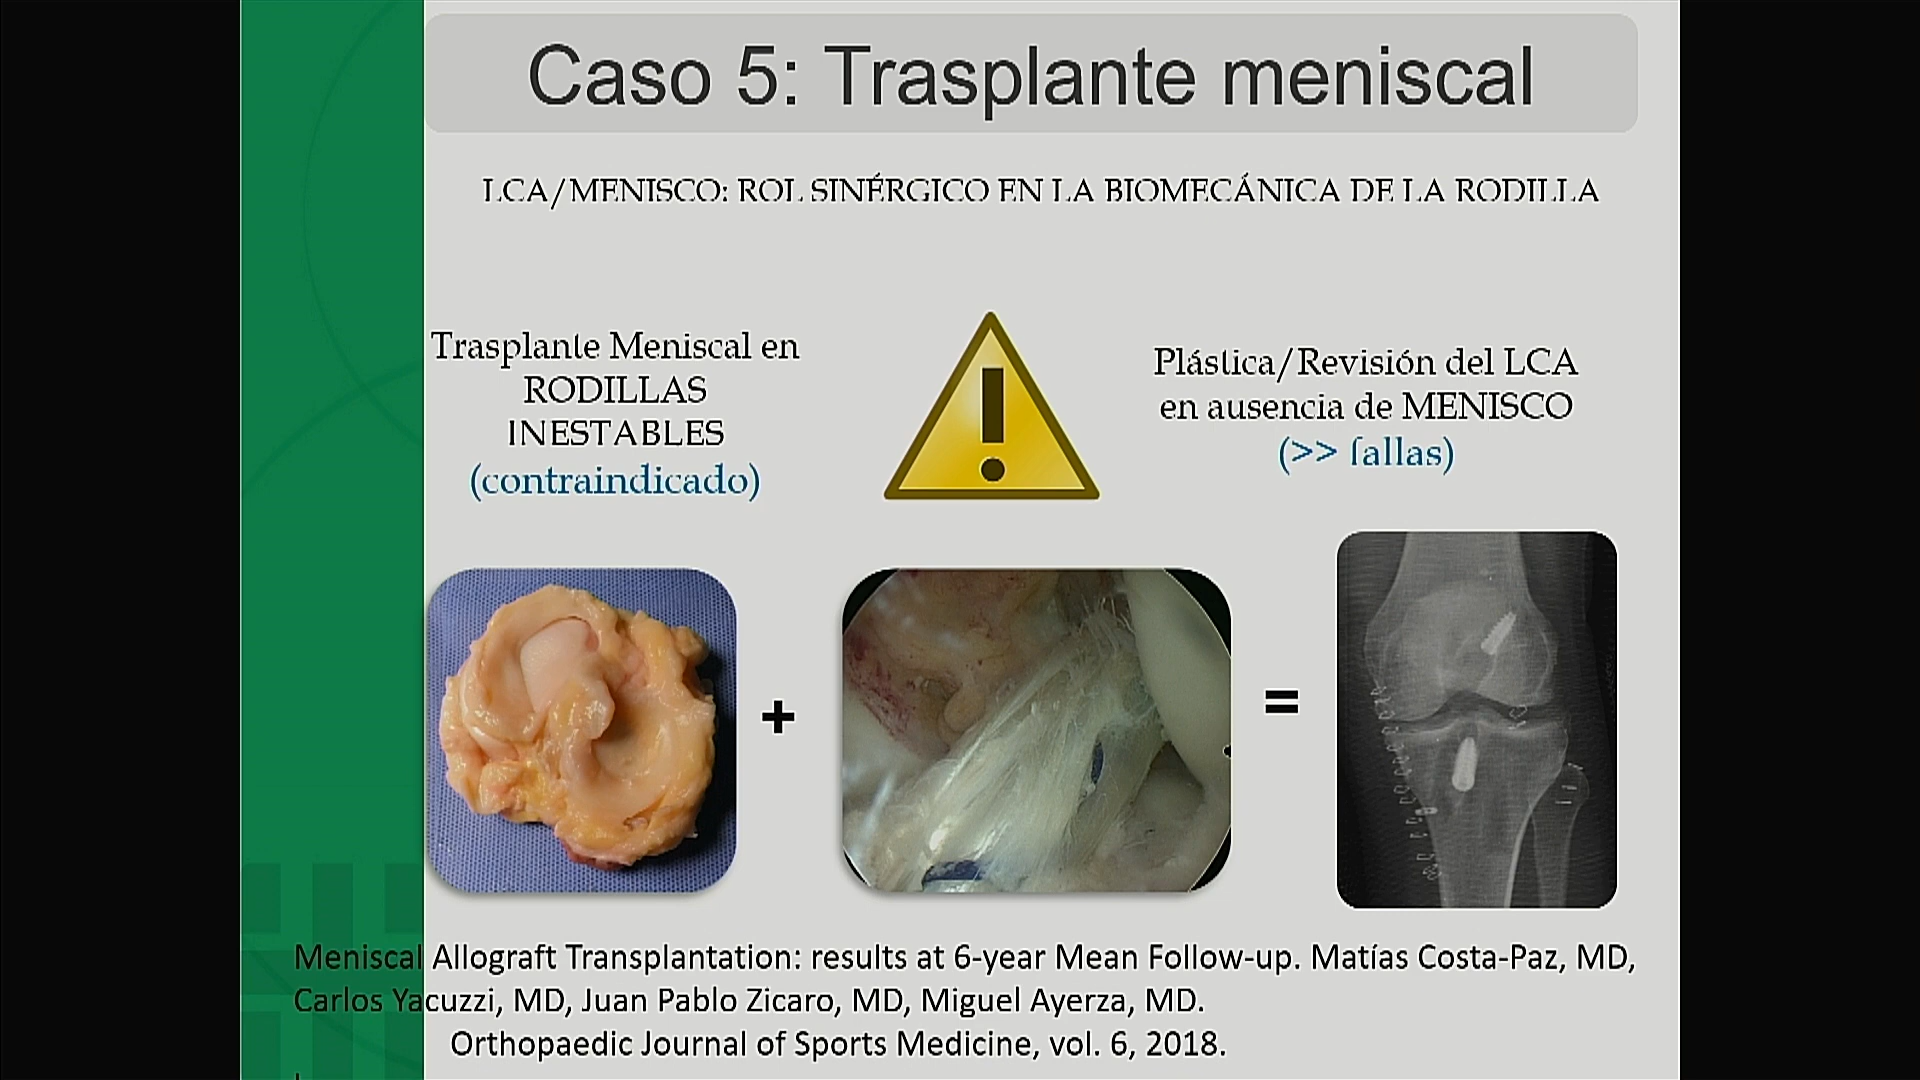 Caso 5: Trasplante meniscal
LCA/MENISCO: ROL SINÉRGICO EN LA BIOMECÁNICA DE LA RODILLA
Trasplante Meniscal en
RODILLAS
INESTABLES
(contraindicado)
Plástica/Revisión del LCA
en ausencia de MENISCO
(>> fallas)
+
=
Meniscal Allograft Transplantation: results at 6-year Mean Follow-up. Matías Costa-Paz, MD,
Carlos Yacuzzi, MD, Juan Pablo Zicaro, MD, Miguel Ayerza, MD.
Orthopaedic Journal of Sports Medicine, vol. 6, 2018.